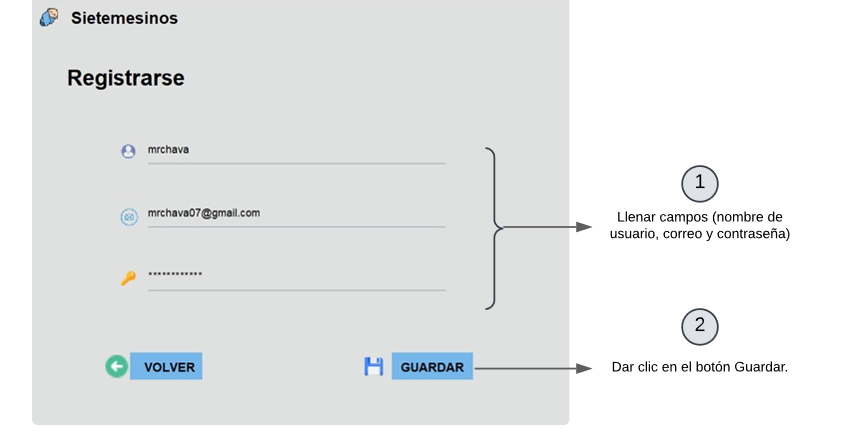 Sietemesinos
Registrarse
mrchava
mrchava07@gmail.com
************
VOLVER
GUARDAR
1
Llenar campos (nombre de
usuario, correo y contraseña)
2
Dar clic en el botón Guardar.